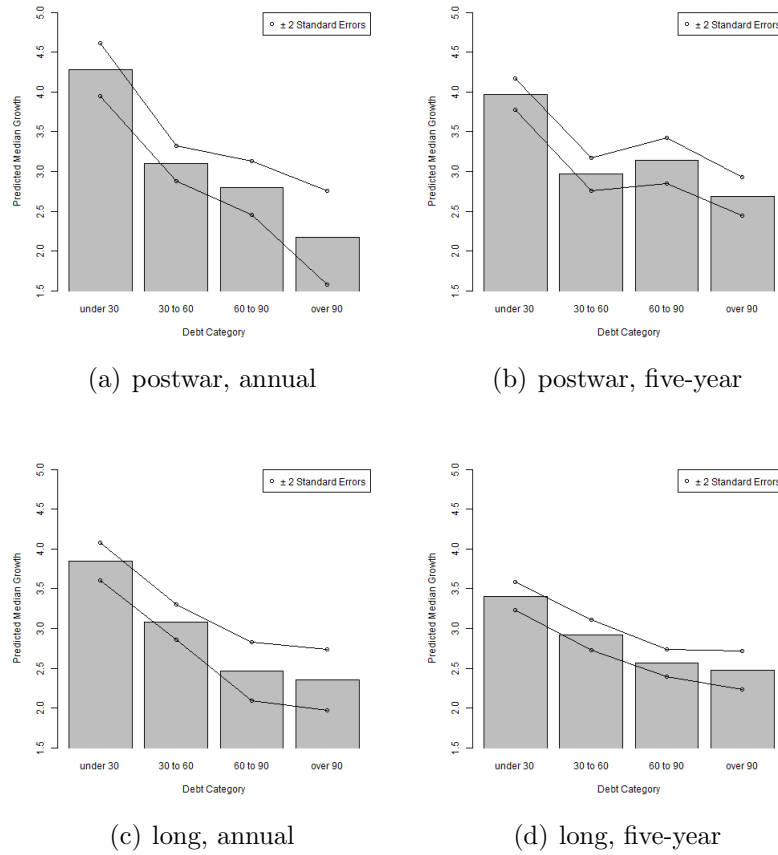 ± 2 Standard Errors
5.0
4.5
4.0
3.5
3.0
2.5
2.0
1.5
Predicted Median Growth
under 30 30 to 60 60 to 90 over 90
Debt Category
(a) postwar, annual
± 2 Standard Errors
5.0
4.5
4.0
3.5
3.0
2.5
2.0
1.5
Predicted Median Growth
under 30 30 to 60 60 to 90 over 90
Debt Category
(b) postwar, five-year
± 2 Standard Errors
5.0
4.5
4.0
3.5
3.0
2.5
2.0
1.5
Predicted Median Growth
under 30 30 to 60 60 to 90 over 90
Debt Category
(c) long, annual
± 2 Standard Errors
5.0
4.5
4.0
3.5
3.0
2.5
2.0
1.5
Predicted Median Growth
under 30 30 to 60 60 to 90 over 90
Debt Category
(d) long, five-year